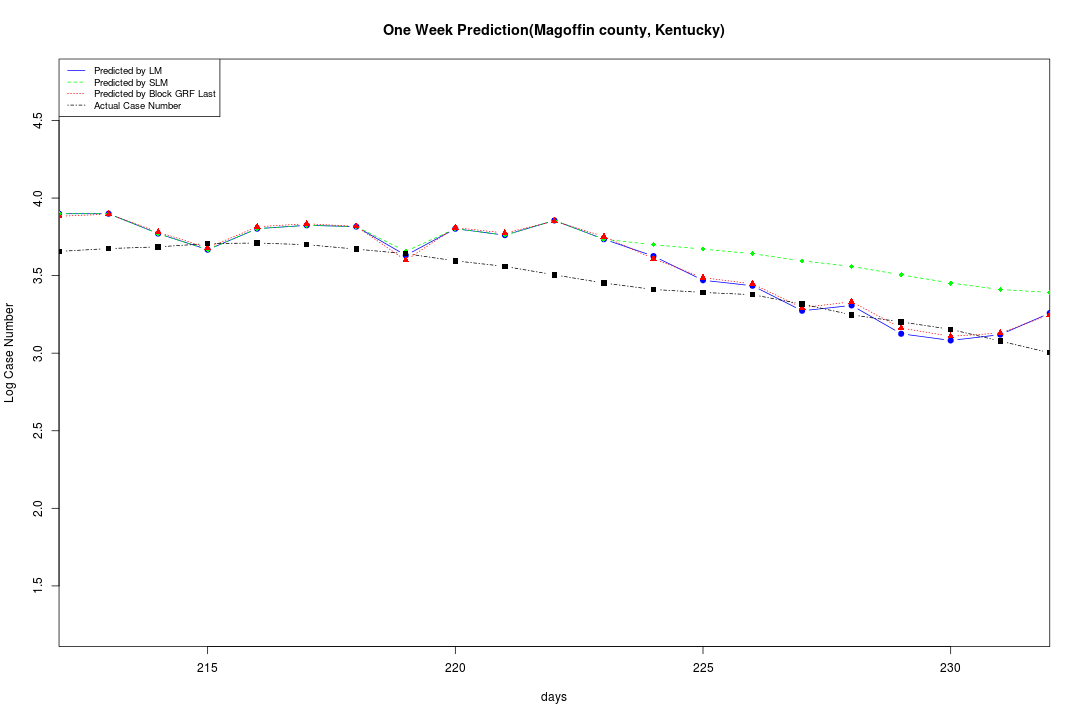 One Week Prediction(Magoffin county, Kentucky)
Predicted by LM
Predicted by SLM
Predicted by Block GRF Last
Actual Case Number
4.5
4.0
3.5
3.0
2.5
2.0
1.5
Log Case Number
215
220
225
230
days